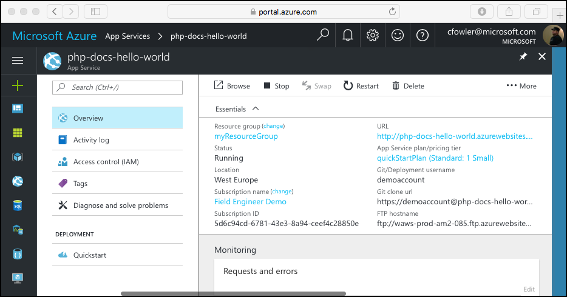 portal.azure.com
Microsoft Azure App Services > php-docs-hello-world
cfowler@microsoft.com
MICROSOFT
php-docs-hello-world
App Service
Search (Ctrl+/)
Overview
Activity log
Access control (IAM)
Tags
Diagnose and solve problems
DEPLOYMENT
Quickstart
Browse Stop Swap Restart Delete ... More
Essentials
Resource group (change)
myResourceGroup
Status
Running
Location
West Europe
Subscription name (change)
Field Engineer Demo
Subscription ID
5d6c94cd-6781-43e3-8a94-ceef4c28850e
URL
http://php-docs-hello-world.azurewebsites,...
App Service plan/pricing tier
quickStartPlan (Standard: 1 Small)
Git/Deployment username
demoaccount
Git clone url
https://demoaccount@php-docs-hello-wor...
FTP hostname
ftp://waws-prod-am2-085.ftp.azurewebsite...
Monitoring
Requests and errors
Edit